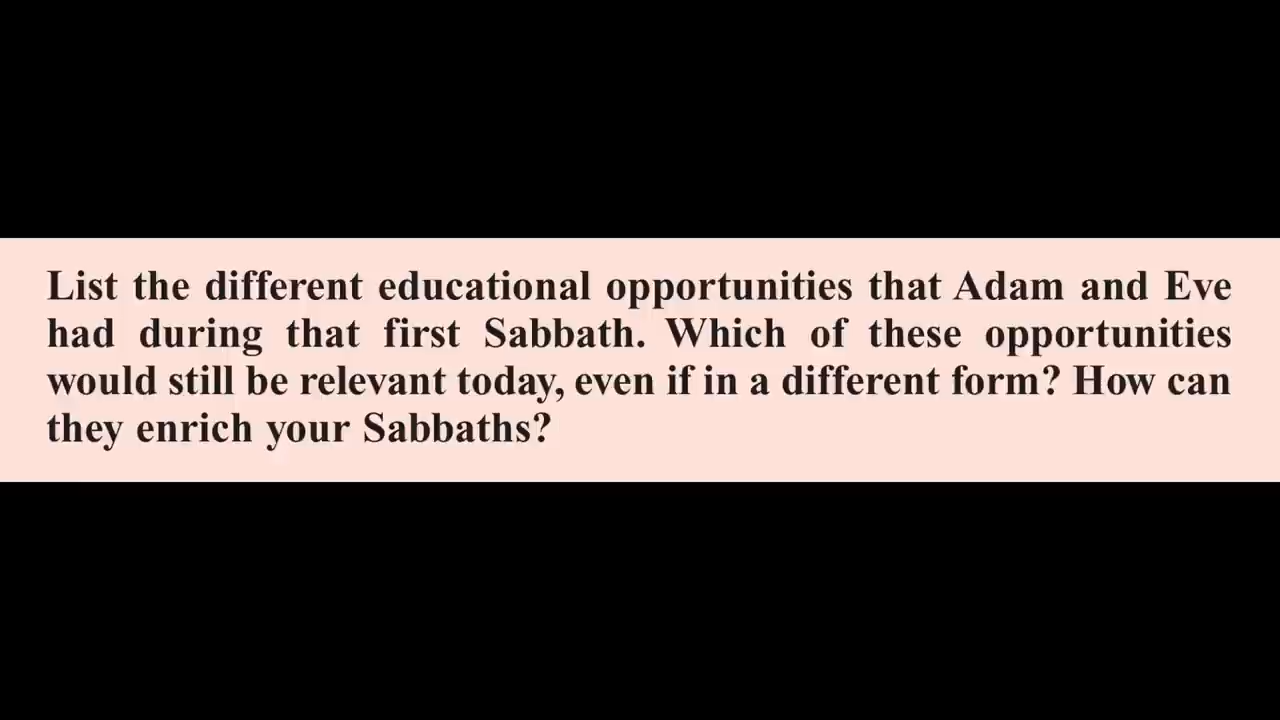 List the different educational opportunities that Adam and Eve
had during that first Sabbath. Which of these opportunities
would still be relevant today, even if in a different form? How can
they enrich your Sabbaths?